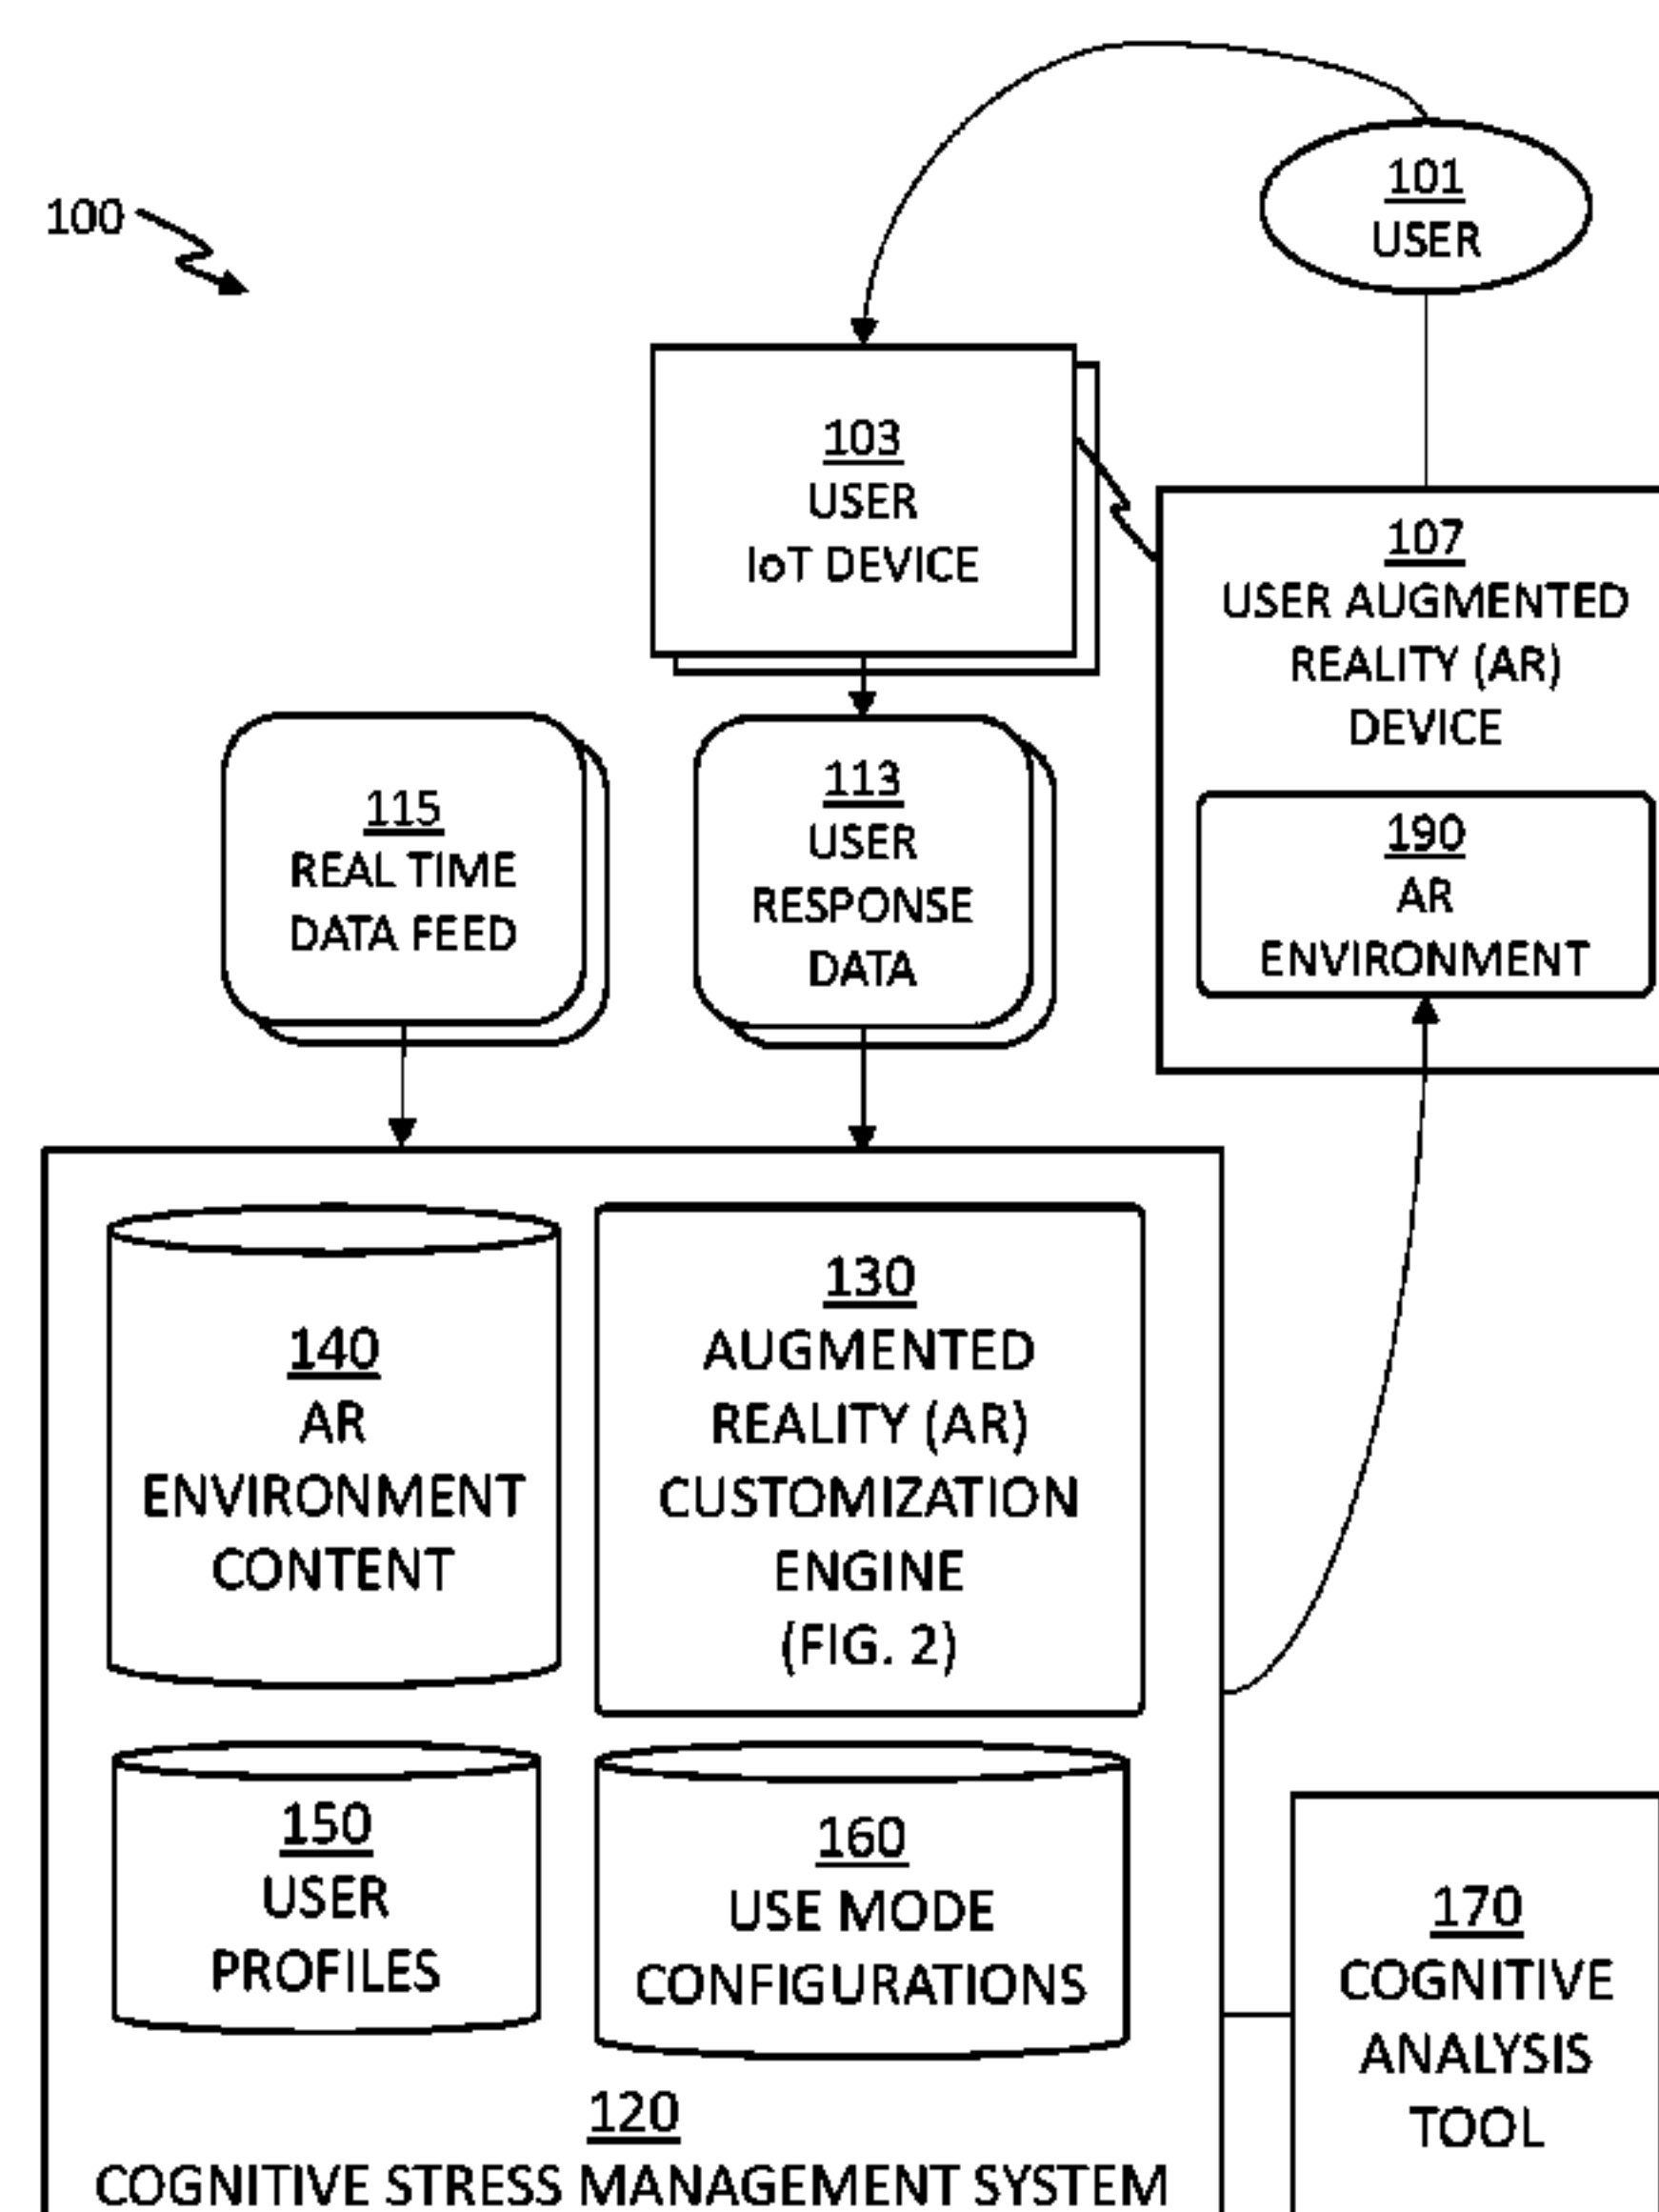 101
USER
100
103
USER
IoT DEVICE
107
USER AUGMENTED
REALITY (AR)
DEVICE
190
AR
ENVIRONMENT
115
REAL TIME
DATA FEED
113
USER
RESPONSE
DATA
140
AR
ENVIRONMENT
CONTENT
130
AUGMENTED
REALITY (AR)
CUSTOMIZATION
ENGINE
(FIG. 2)
150
USER
PROFILES
160
USE MODE
CONFIGURATIONS
170
COGNITIVE
ANALYSIS
TOOL
120
COGNITIVE STRESS MANAGEMENT SYSTEM